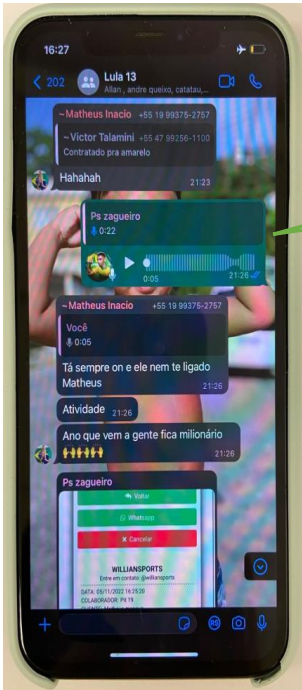 16:27
202
Lula 13
Allan , andre queixo, catatau,...
~Matheus Inacio +55 19 99375-2757
~Victor Talamini +55 47 99256-1100
Contratado pra amarelo
Hahahah
21:23
Ps zagueiro
0:22
0:05
21:26
~Matheus Inacio +55 19 99375-2757
Você
0:05
Tá sempre on e ele nem te ligado
Matheus
21:26
Atividade 21:26
Ano que vem a gente fica milionário
21:26
Ps zagueiro
Voltar
Whatsapp
Cancelar
WILLIANSPORTS
Entre em contato: @williansports
DATA: 05/11/2022 16:25:20
COLABORADOR: Pit 19